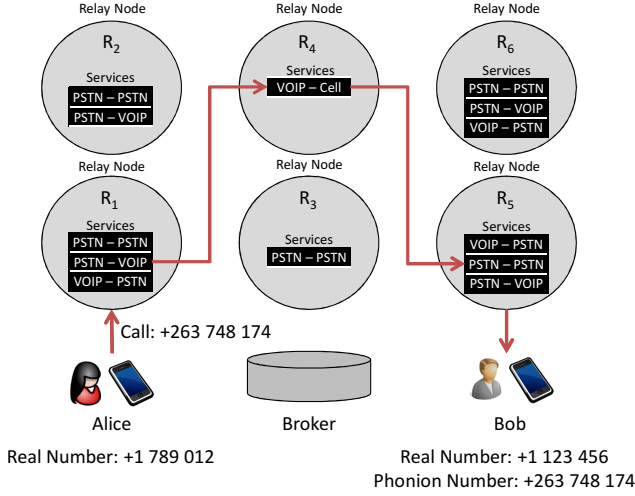 Relay Node
R2
Services
PSTN – PSTN
PSTN – VOIP
Relay Node
R4
Services
VOIP – Cell
Relay Node
R6
Services
PSTN – PSTN
PSTN – VOIP
VOIP – PSTN
Relay Node
R1
Services
PSTN – PSTN
PSTN – VOIP
VOIP – PSTN
Relay Node
R3
Services
PSTN – PSTN
Relay Node
R5
Services
VOIP – PSTN
PSTN – PSTN
PSTN – VOIP
Call: +263 748 174
Alice
Broker
Bob
Real Number: +1 789 012
Real Number: +1 123 456
Phonion Number: +263 748 174